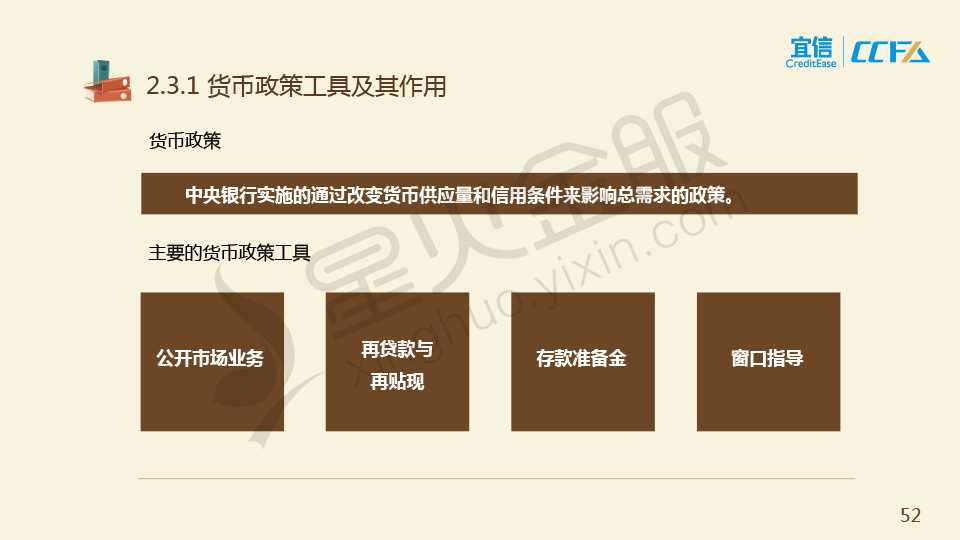 宜信
CreditEase
CCFA
2.3.1 货币政策工具及其作用
货币政策
中央银行实施的通过改变货币供应量和信用条件来影响总需求的政策。
主要的货币政策工具
公开市场业务
再贷款与
再贴现
存款准备金
窗口指导
星火金服
xinghuo.yixin.com
52